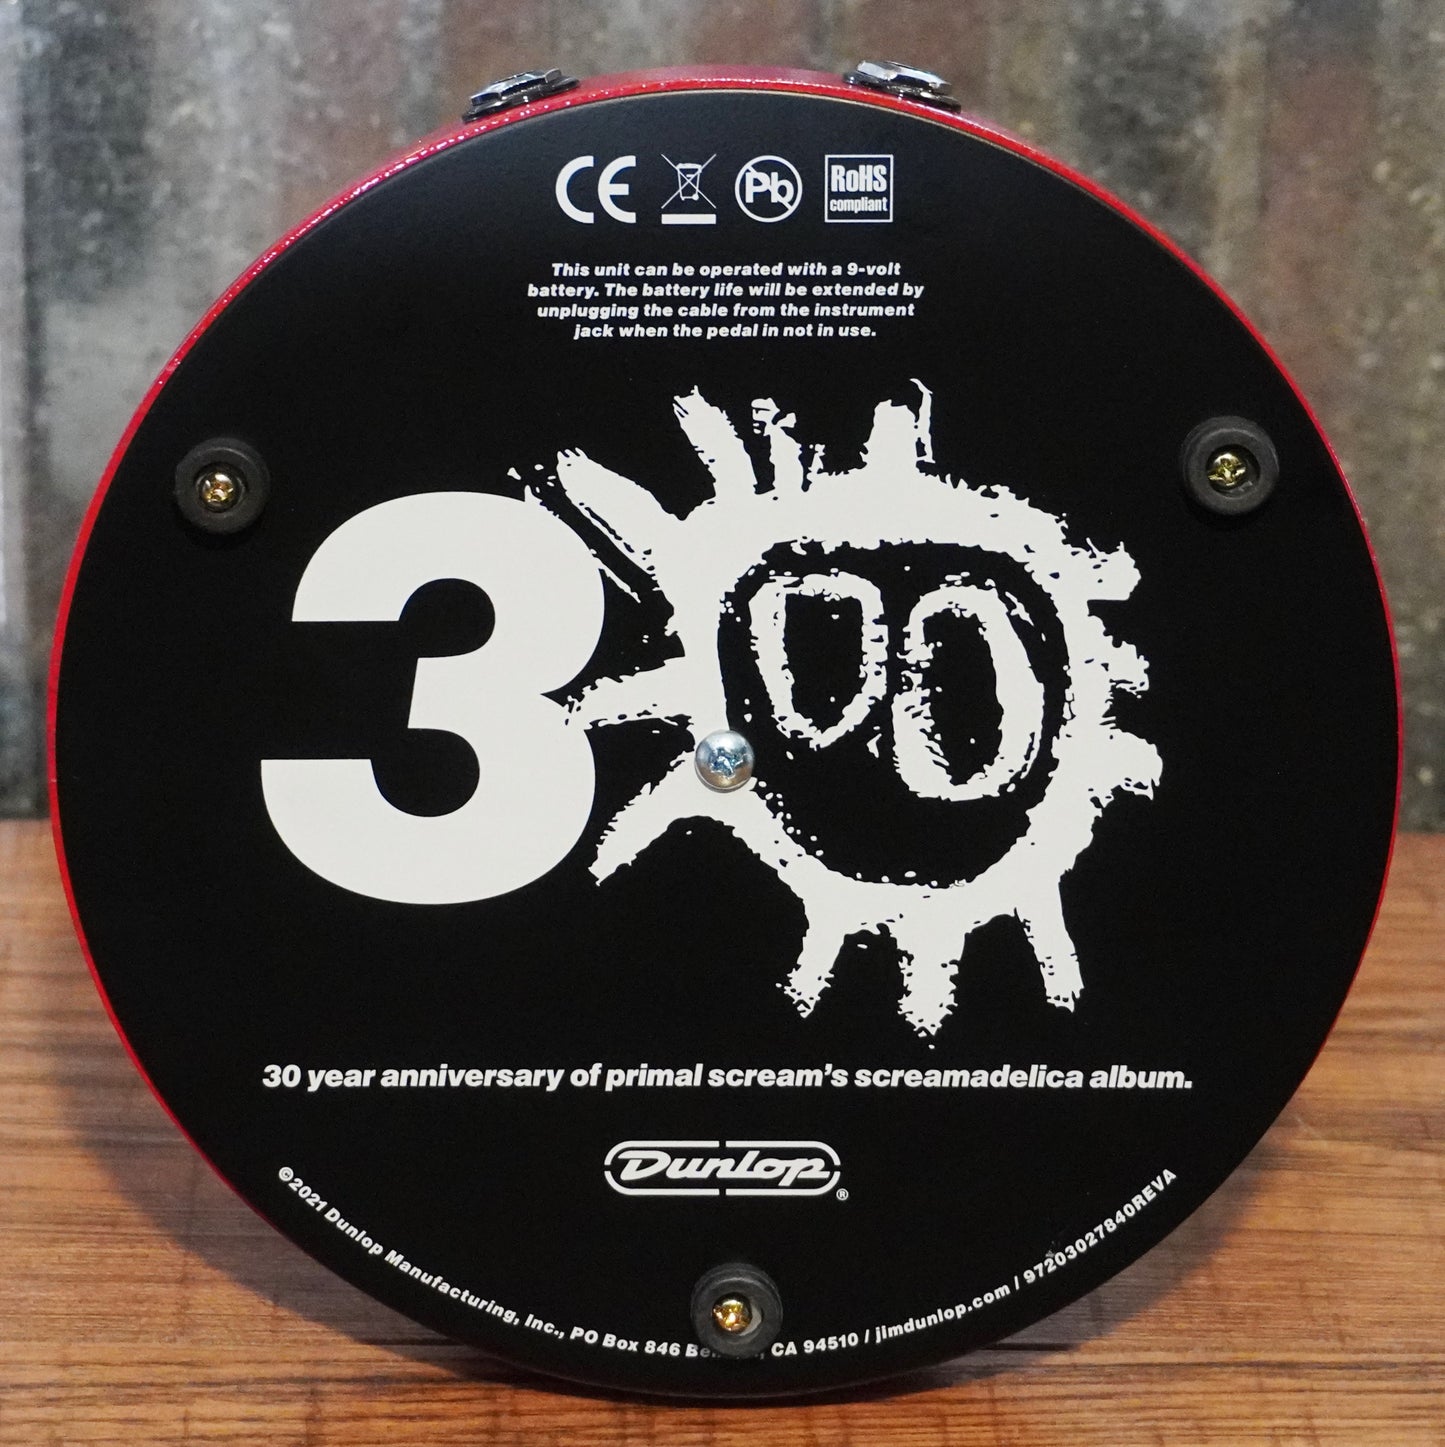 CE
Pb
RoHS
compliant
This unit can be operated with a 9-volt
battery. The battery life will be extended by
unplugging the cable from the instrument
jack when the pedal in not in use.
30
30 year anniversary of primal scream's screamadelica album.
Dunlop®
©2021 Dunlop Manufacturing, Inc., PO Box 846 CA 94510 / jimdunlop.com / 97203027840REVA